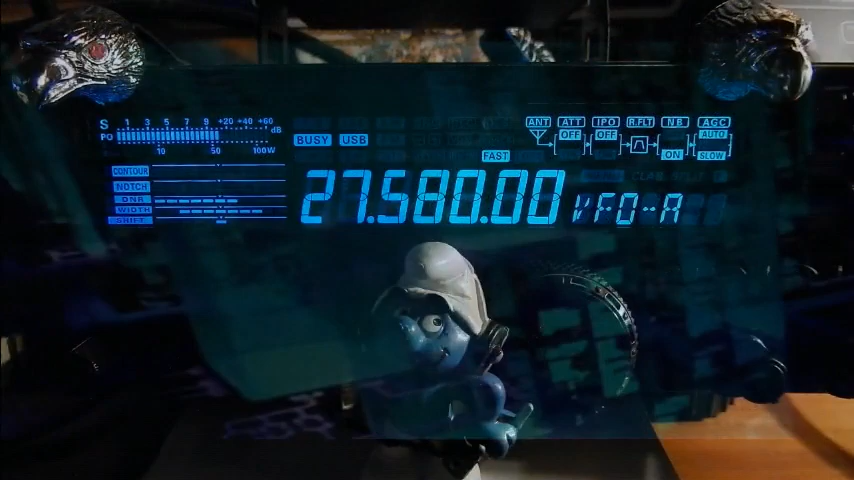 S 1 3 5 7 9 +20 +40 +60 dB
PO 10 50 100W
BUSY USB
FAST
ANT ATT IPO R.FLT NB AGC
OFF OFF AUTO
ON SLOW
CONTOUR
NOTCH
DNR
WIDTH
SHIFT
27.580.00 VFO-A